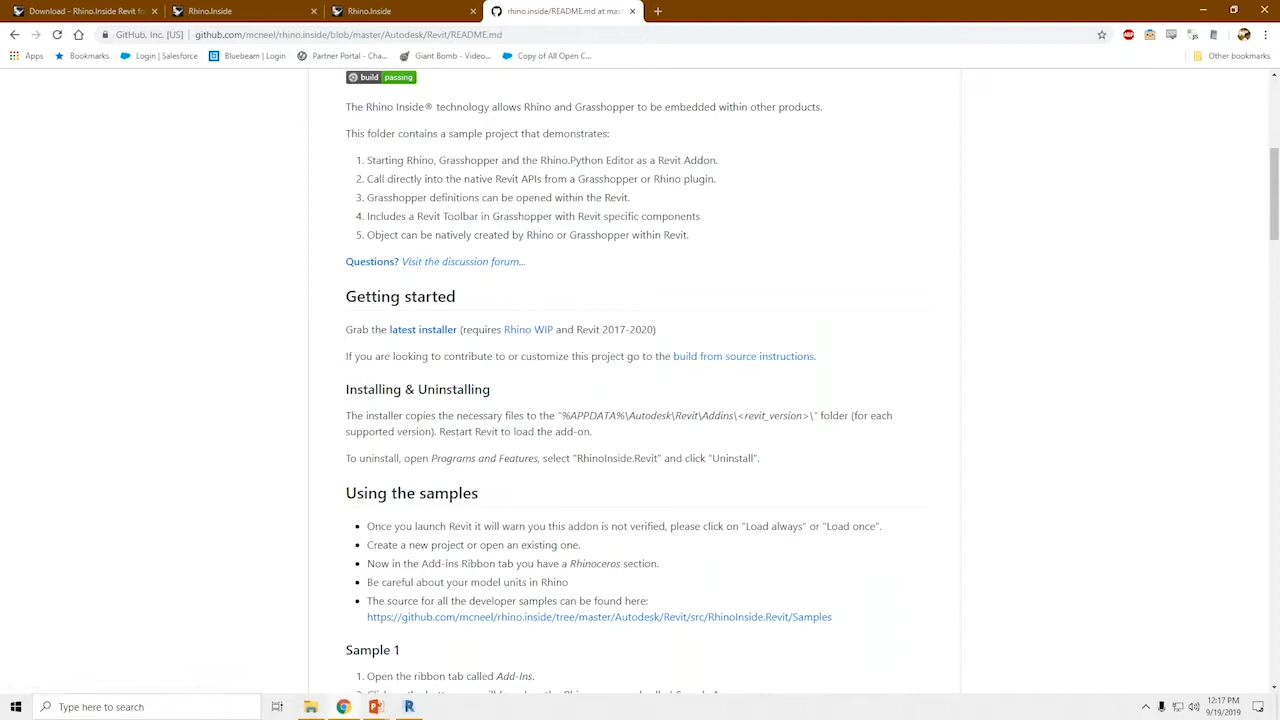 Download - Rhino.Inside Revit fo
Rhino.Inside
Rhino.Inside
rhino.inside/README.md at mas
GitHub, Inc. [US]
github.com/mcneel/rhino.inside/blob/master/Autodesk/Revit/README.md
Apps
Bookmarks
Login | Salesforce
Bluebeam | Login
Partner Portal - Cha...
Giant Bomb - Video...
Copy of All Open C...
Other bookmarks
build passing
The Rhino Inside® technology allows Rhino and Grasshopper to be embedded within other products.
This folder contains a sample project that demonstrates:
1. Starting Rhino, Grasshopper and the Rhino.Python Editor as a Revit Addon.
2. Call directly into the native Revit APIs from a Grasshopper or Rhino plugin.
3. Grasshopper definitions can be opened within the Revit.
4. Includes a Revit Toolbar in Grasshopper with Revit specific components
5. Object can be natively created by Rhino or Grasshopper within Revit.
Questions? Visit the discussion forum...
Getting started
Grab the latest installer (requires Rhino WIP and Revit 2017-2020)
If you are looking to contribute to or customize this project go to the build from source instructions.
Installing & Uninstalling
The installer copies the necessary files to the "%APPDATA%\Autodesk\Revit\Addins\<revit_version>\" folder (for each
supported version). Restart Revit to load the add-on.
To uninstall, open Programs and Features, select "RhinoInside.Revit" and click "Uninstall".
Using the samples
• Once you launch Revit it will warn you this addon is not verified, please click on "Load always" or "Load once".
• Create a new project or open an existing one.
• Now in the Add-ins Ribbon tab you have a Rhinoceros section.
• Be careful about your model units in Rhino
• The source for all the developer samples can be found here:
https://github.com/mcneel/rhino.inside/tree/master/Autodesk/Revit/src/RhinoInside.Revit/Samples
Sample 1
1. Open the ribbon tab called Add-Ins.
Type here to search
12:17 PM
9/19/2019